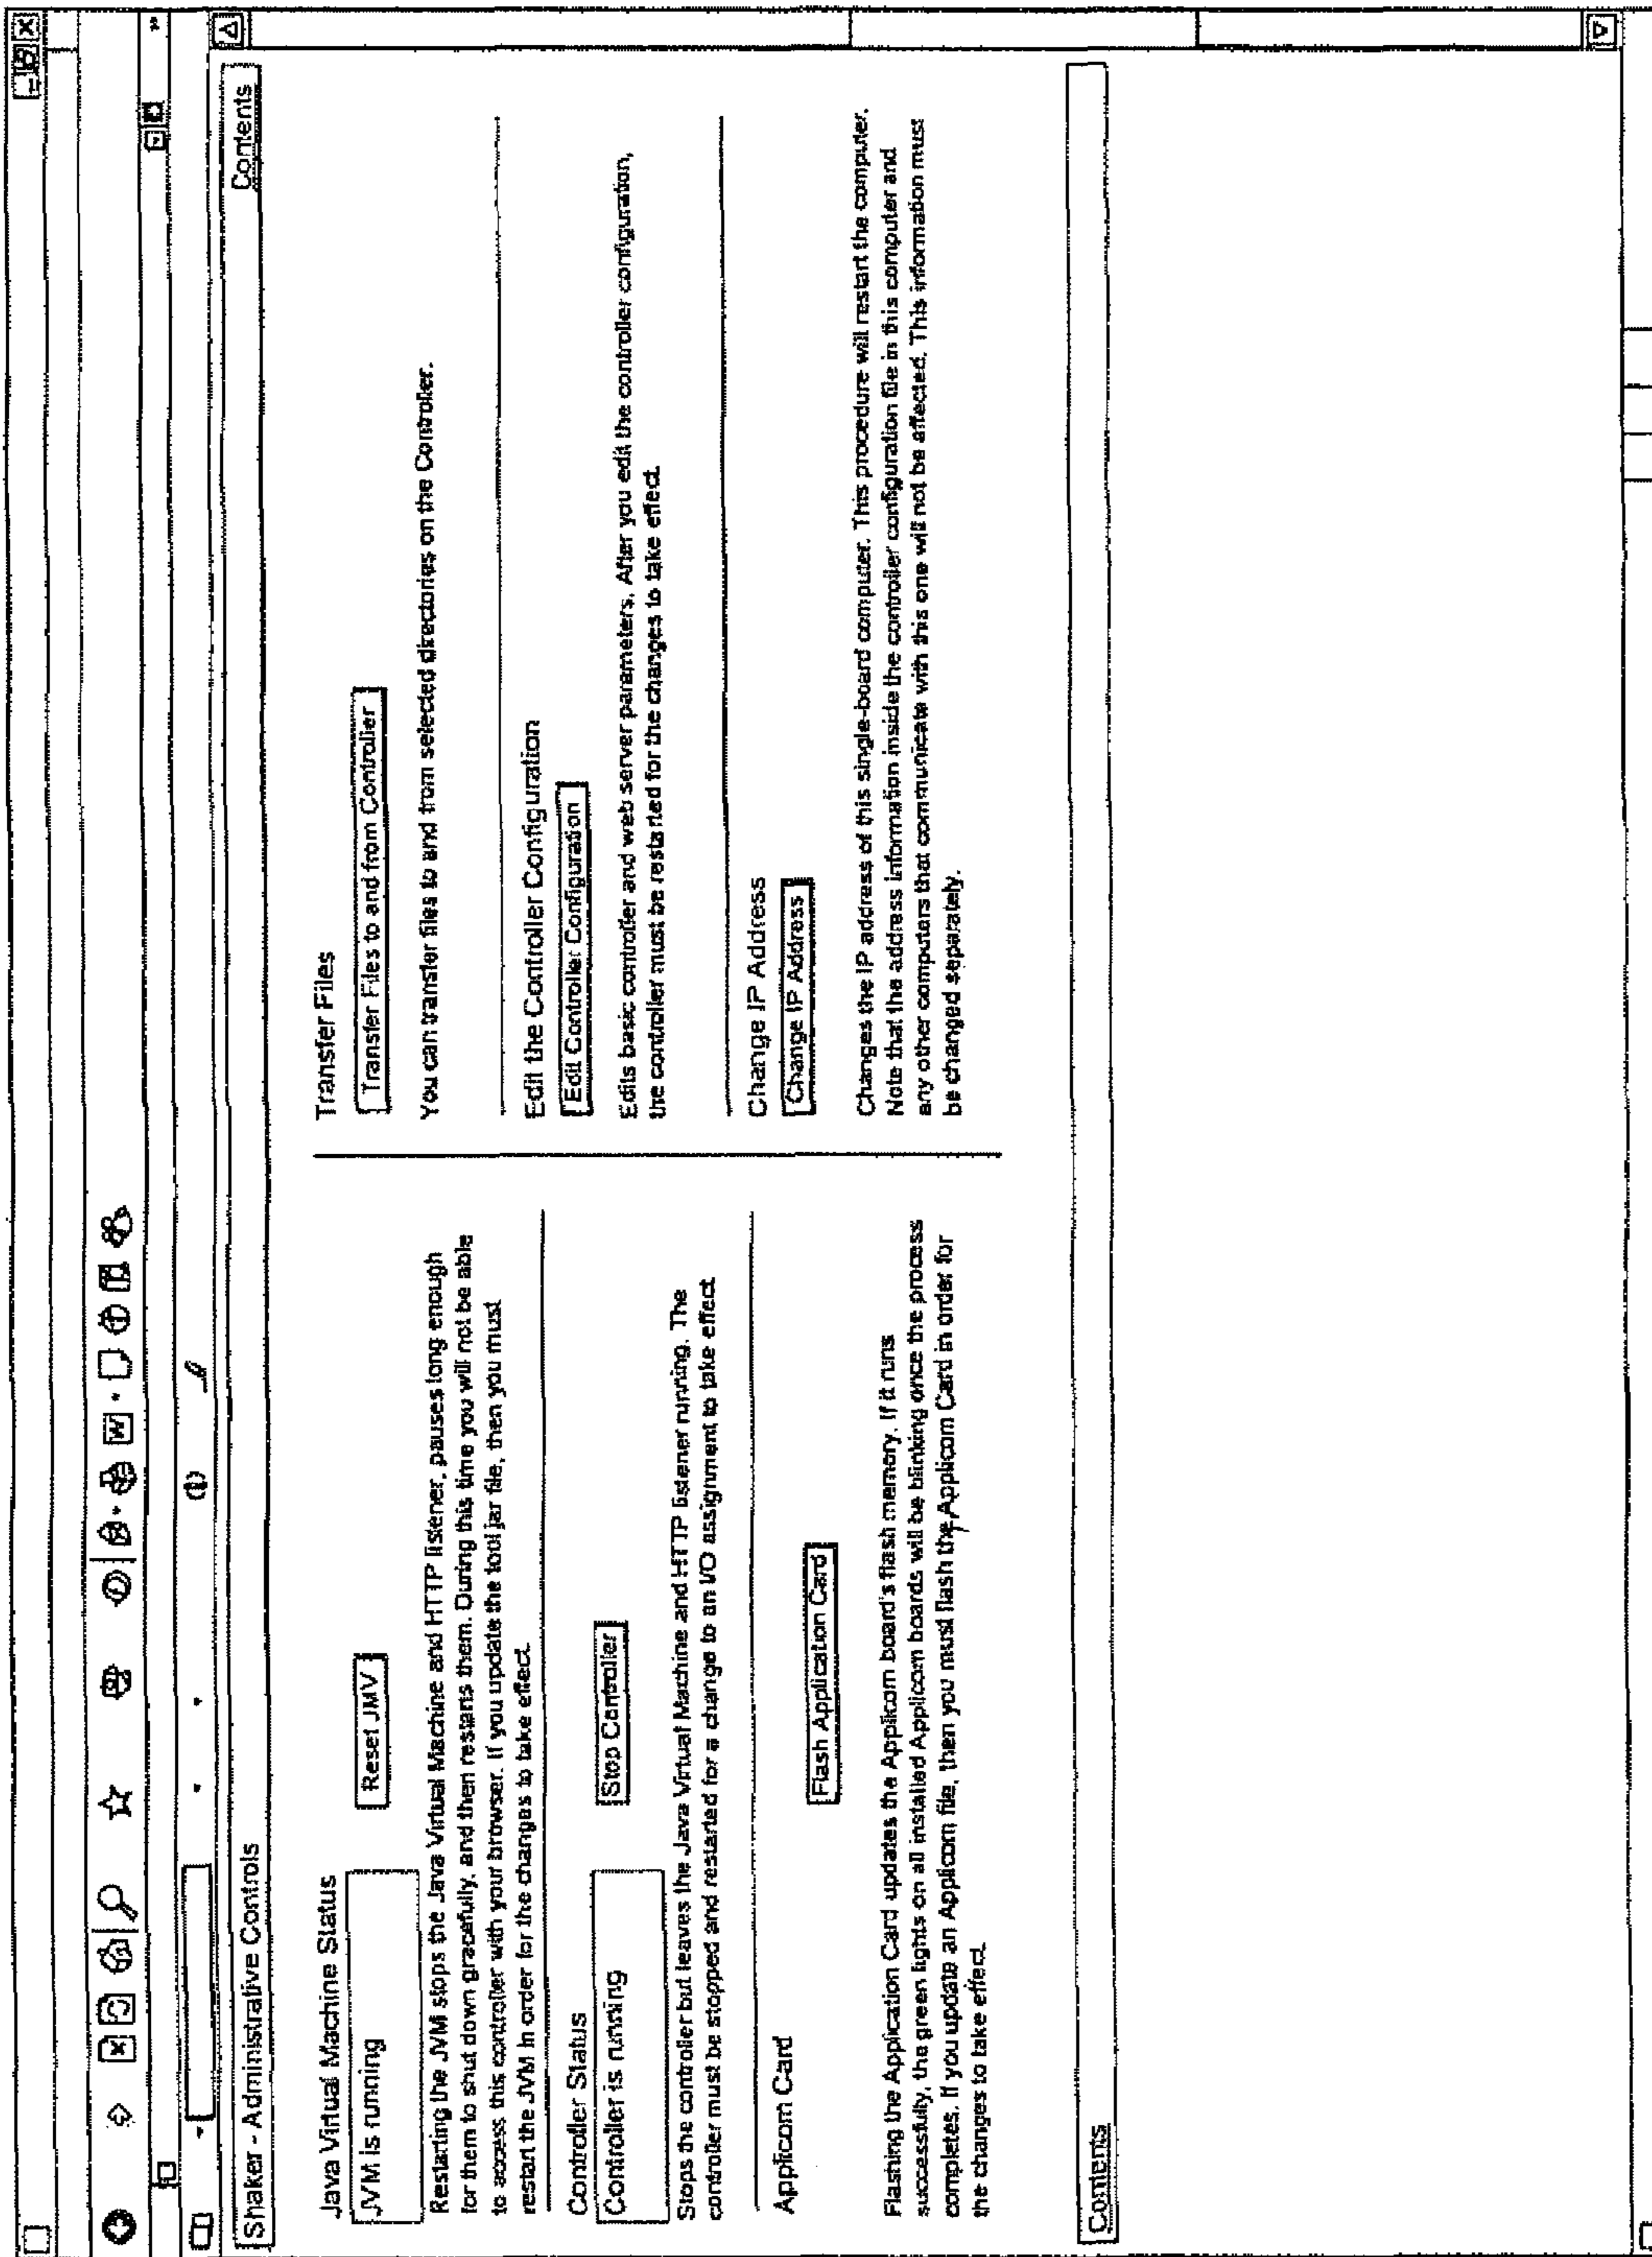 Shaker - Administrative Controls
Contents
Java Virtual Machine Status
JVM is running
Reset JMV
Restarting the JVM stops the Java Virtual Machine and HTTP listener, pauses long enough
for them to shut down gracefully, and then restarts them. During this time you will not be able
to access this controller with your browser. If you update the tool jar file, then you must
restart the JVM in order for the changes to take effect.
Controller Status
Controller is running
Stop Controller
Stops the controller but leaves the Java Virtual Machine and HTTP listener running. The
controller must be stopped and restarted for a change to an I/O assignment to take effect.
Applicom Card
Flash Application Card
Flashing the Application Card updates the Applicom board's flash memory. If it runs
successfully, the green lights on all installed Applicom boards will be blinking once the process
completes. If you update an Applicom file, then you must flash the Applicom Card in order for
the changes to take effect.
Transfer Files
Transfer Files to and from Controller
You can transfer files to and from selected directories on the Controller.
Edit the Controller Configuration
Edit Controller Configuration
Edits basic controller and web server parameters. After you edit the controller configuration,
the controller must be restarted for the changes to take effect.
Change IP Address
Change IP Address
Changes the IP address of this single-board computer. This procedure will restart the computer.
Note that the address information inside the controller configuration file in this computer and
any other computers that communicate with this one will not be affected. This information must
be changed separately.
Contents